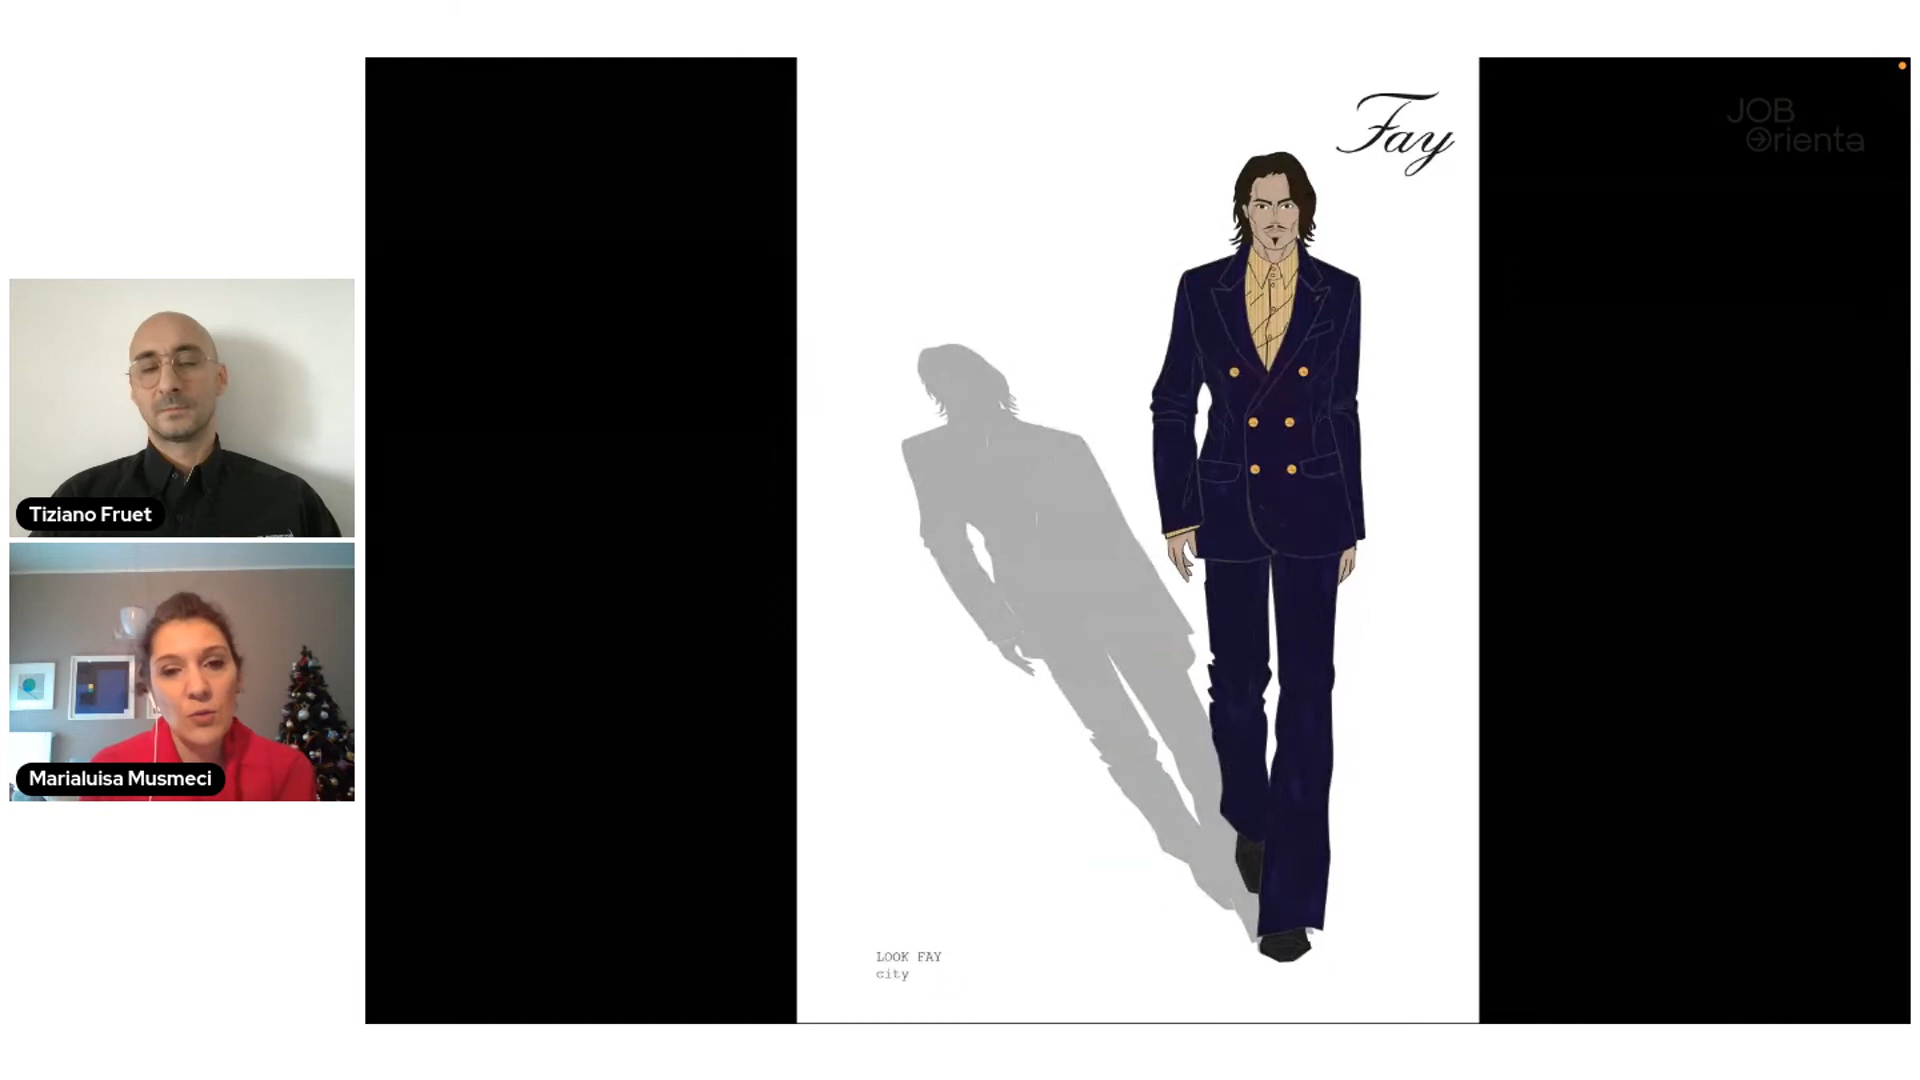 Fay
JOB
Orienta
Tiziano Fruet
Marialuisa Musmeci
LOOK FAY
city